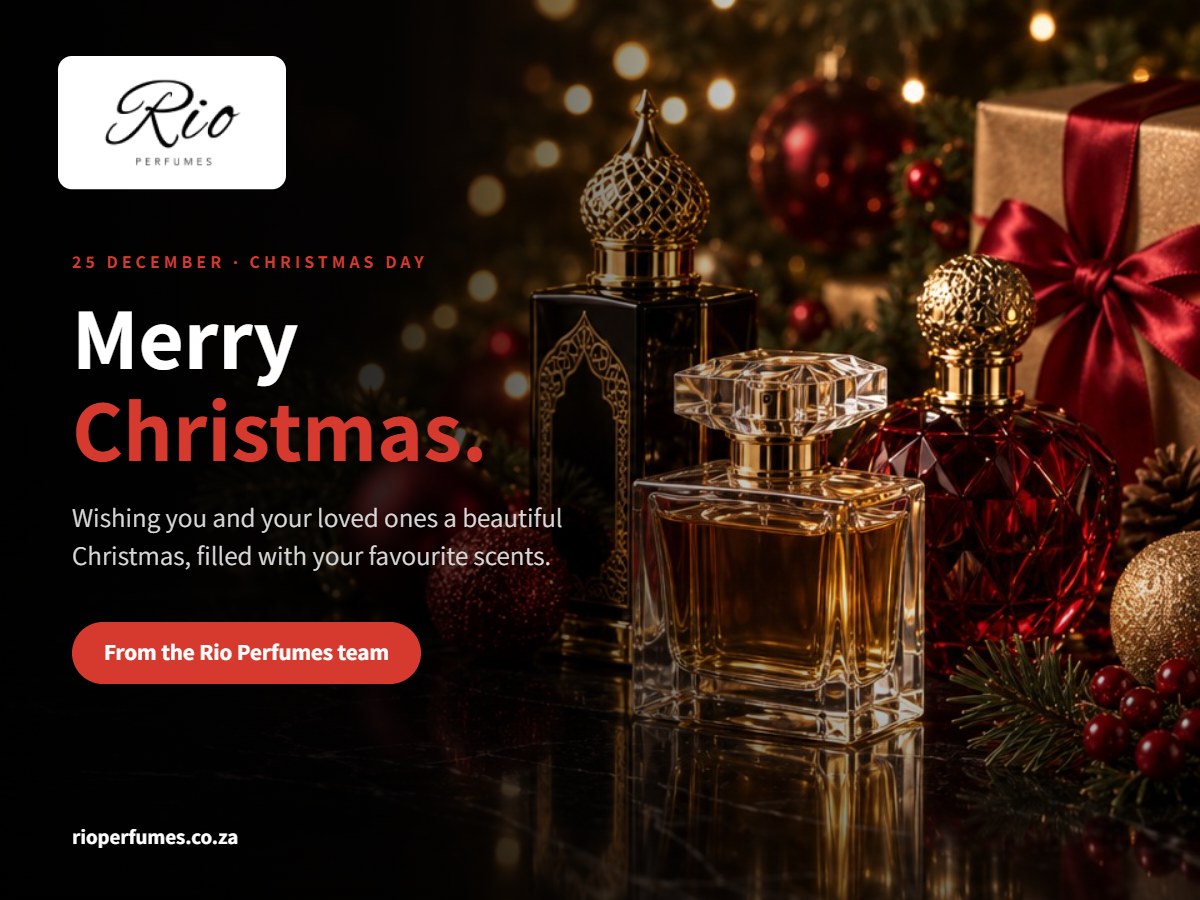 Rio
PERFUMES
25 DECEMBER · CHRISTMAS DAY
Merry
Christmas.
Wishing you and your loved ones a beautiful
Christmas, filled with your favourite scents.
From the Rio Perfumes team
rioperfumes.co.za